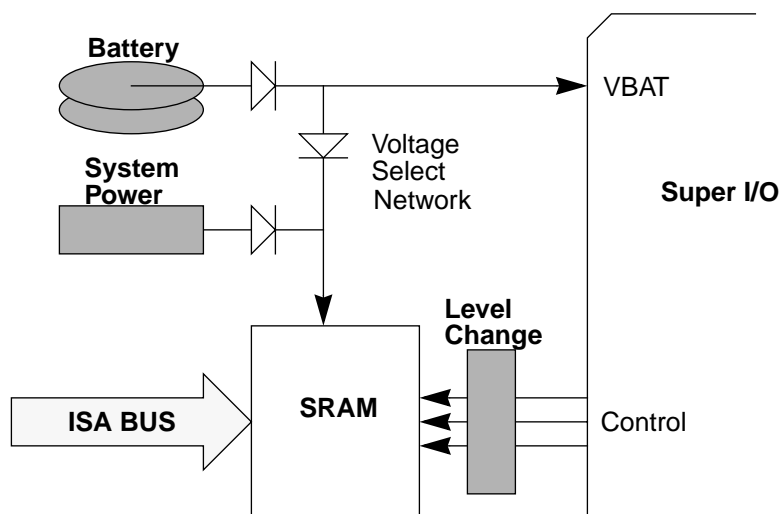 Battery
VBAT
Voltage
Select
Network
System
Power
Super I/O
Level
Change
SRAM
ISA BUS
Control